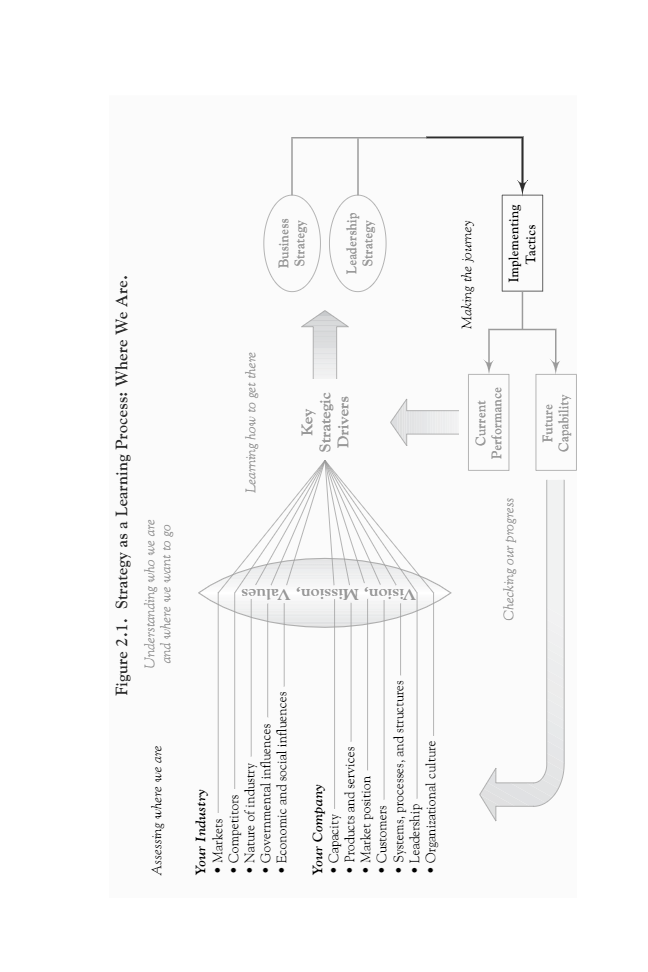 Figure 2.1. Strategy as a Learning Process: Where We Are.
Assessing where we are
Understanding who we are
and where we want to go
Learning how to get there
Your Industry
• Markets
• Competitors
• Nature of industry
• Governmental influences
• Economic and social influences
Your Company
• Capacity
• Products and services
• Market position
• Customers
• Systems, processes, and structures
• Leadership
• Organizational culture
Vision, Mission, Values
Key
Strategic
Drivers
Business
Strategy
Leadership
Strategy
Making the journey
Implementing
Tactics
Current
Performance
Future
Capability
Checking our progress